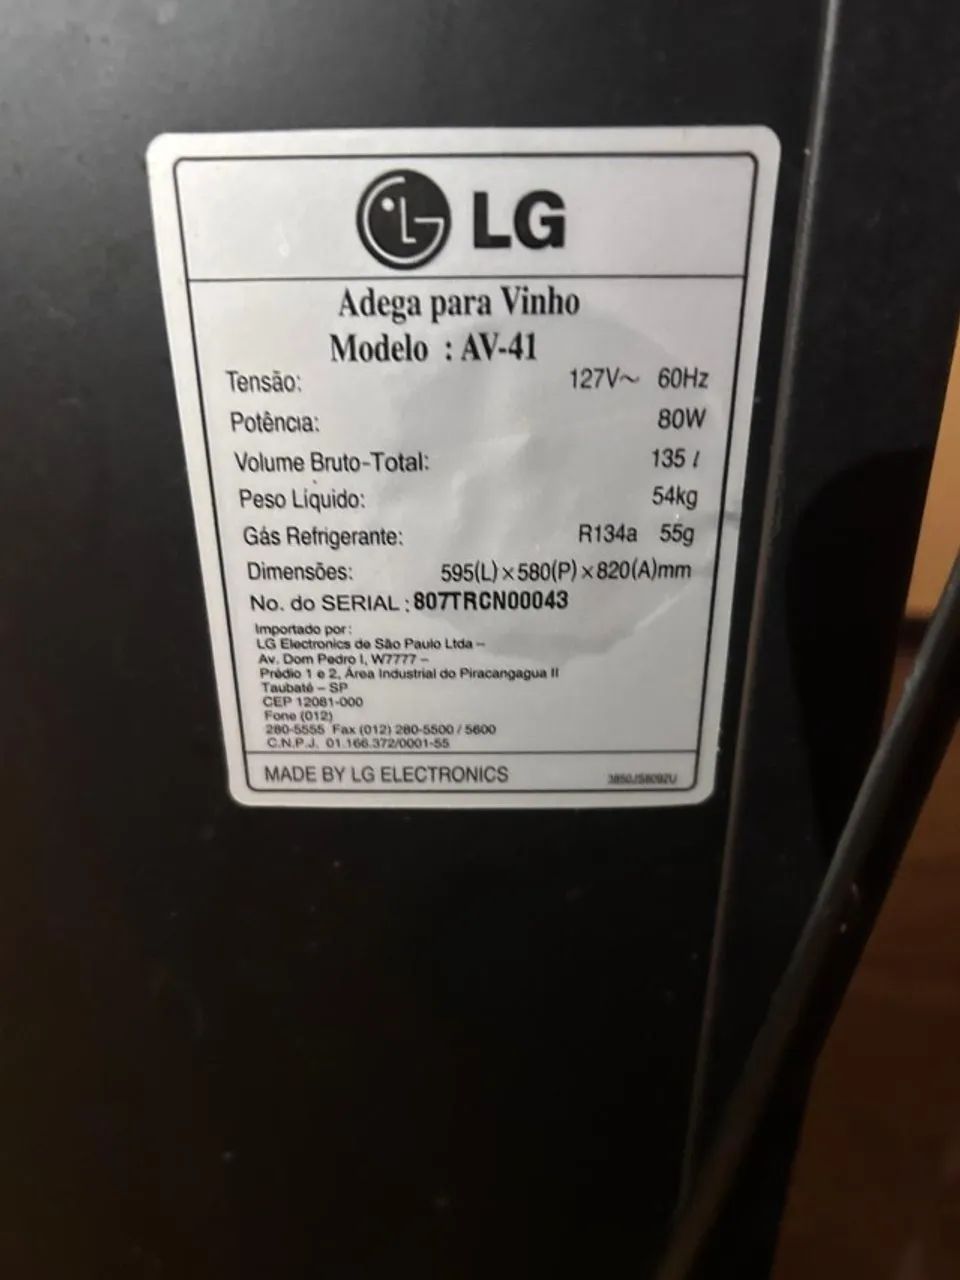 LG
Adega para Vinho
Modelo : AV-41
Tensão: 127V~ 60Hz
Potência: 80W
Volume Bruto-Total: 135 l
Peso Líquido: 54kg
Gás Refrigerante: R134a 55g
Dimensões: 595(L)x580(P)x820(A)mm
No. do SERIAL : 807TRCN00043
Importado por:
LG Electronics de São Paulo Ltda –
Av. Dom Pedro I, W7777 –
Prédio 1 e 2, Área Industrial do Piracangagua II
Taubaté – SP
CEP 12081-000
Fone (012)
280-5555 Fax (012) 280-5500 / 5600
C.N.P.J. 01.166.372/0001-55
MADE BY LG ELECTRONICS 3850JS8092U